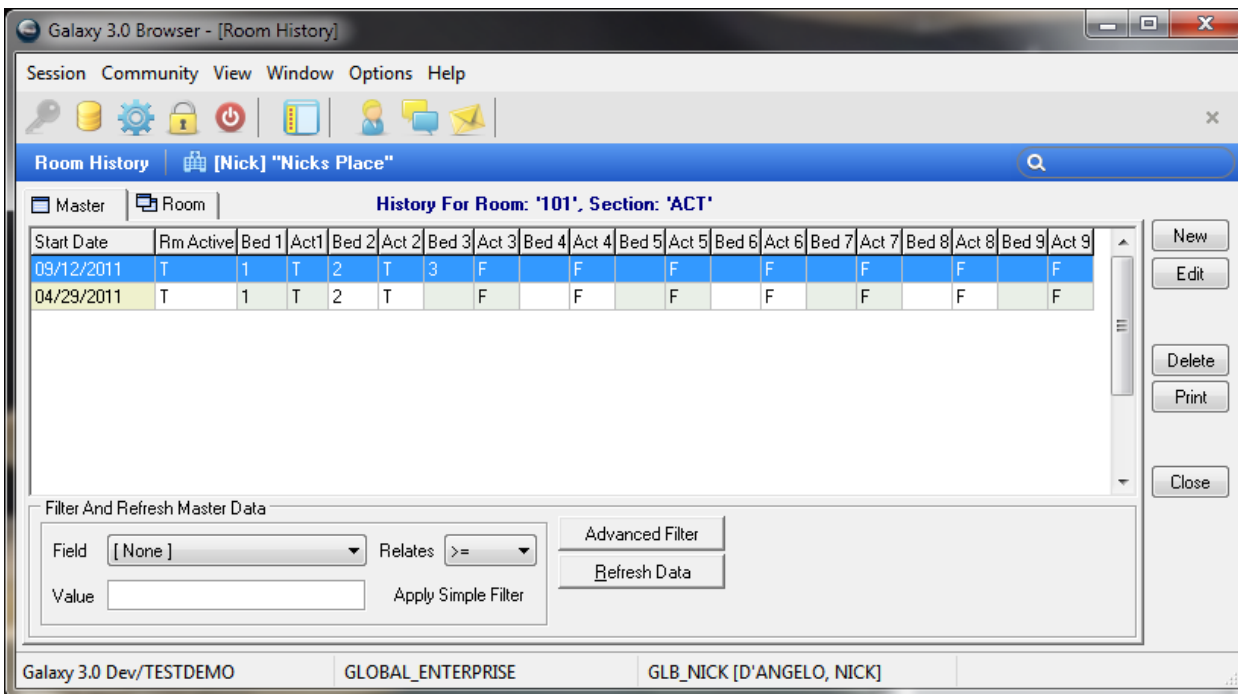 Galaxy 3.0 Browser - [Room History]
Session Community View Window Options Help
Room History [Nick] "Nicks Place"
Master Room History For Room: '101', Section: 'ACT'
Start Date Rm Active Bed 1 Act1 Bed 2 Act 2 Bed 3 Act 3 Bed 4 Act 4 Bed 5 Act 5 Bed 6 Act 6 Bed 7 Act 7 Bed 8 Act 8 Bed 9 Act 9
09/12/2011 T 1 T 2 T 3 F F F F F F F
04/29/2011 T 1 T 2 T F F F F F F F
New
Edit
Delete
Print
Close
Filter And Refresh Master Data
Field [ None ] Relates >= Advanced Filter
Value Apply Simple Filter Refresh Data
Galaxy 3.0 Dev/TESTDEMO GLOBAL_ENTERPRISE GLB_NICK [D'ANGELO, NICK]